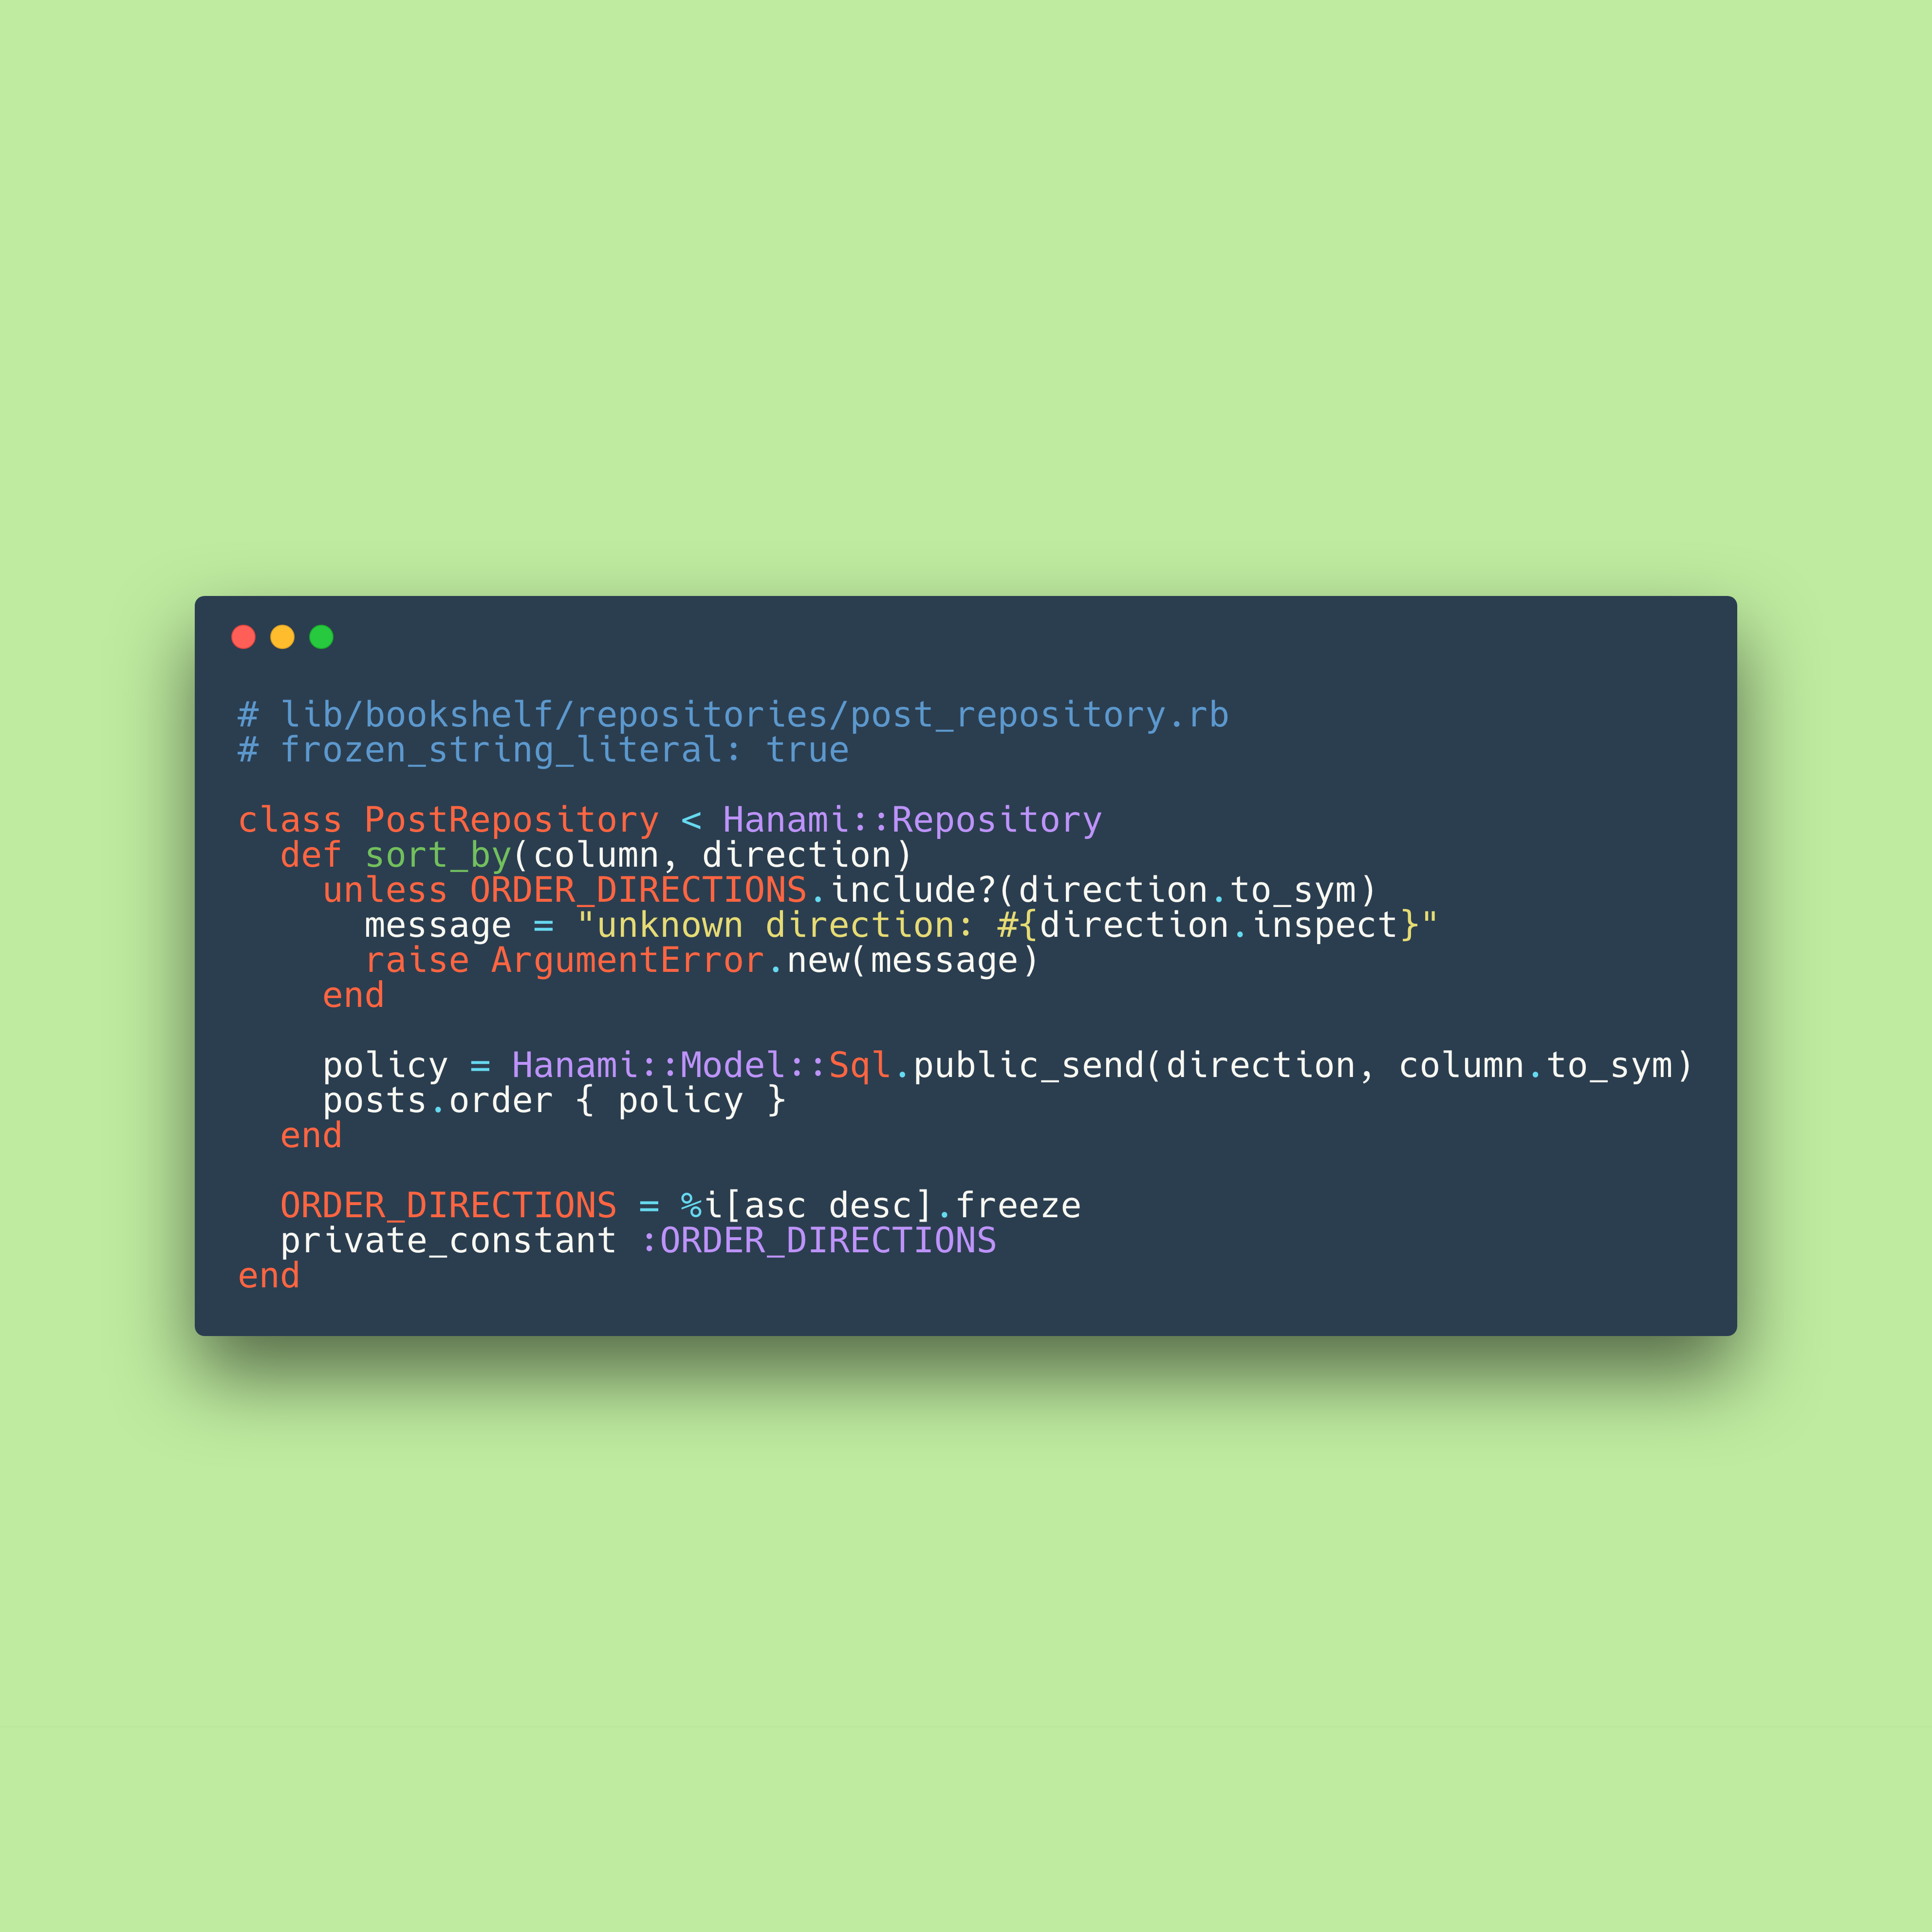 # lib/bookshelf/repositories/post_repository.rb
# frozen_string_literal: true

class PostRepository < Hanami::Repository
  def sort_by(column, direction)
    unless ORDER_DIRECTIONS.include?(direction.to_sym)
      message = "unknown direction: #{direction.inspect}"
      raise ArgumentError.new(message)
    end

    policy = Hanami::Model::Sql.public_send(direction, column.to_sym)
    posts.order { policy }
  end

  ORDER_DIRECTIONS = %i[asc desc].freeze
  private_constant :ORDER_DIRECTIONS
end